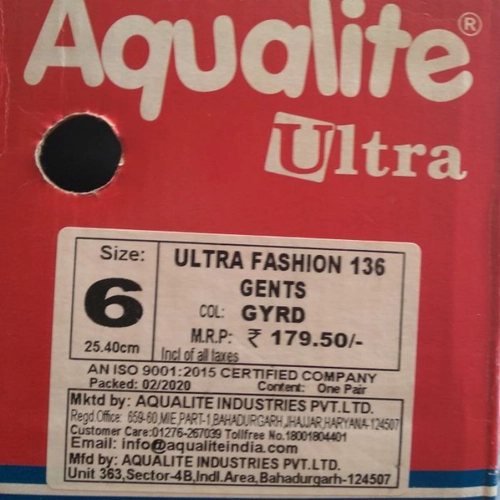 Aqualite®
Ultra
Size:
6
25.40cm
ULTRA FASHION 136
GENTS
COL: GYRD
M.R.P: ₹ 179.50/-
Incl of all taxes
AN ISO 9001:2015 CERTIFIED COMPANY
Packed: 02/2020 Content: One Pair
Mktd by: AQUALITE INDUSTRIES PVT.LTD.
Regd.Office: 659-60,MIE,PART-1,BAHADURGARH,JHAJJAR,HARYANA-124507
Customer Care:01276-267039 Tollfree No.18001804401
Email: info@aqualiteindia.com
Mfd by: AQUALITE INDUSTRIES PVT. LTD.
Unit 363,Sector-4B,Indl.Area,Bahadurgarh-124507